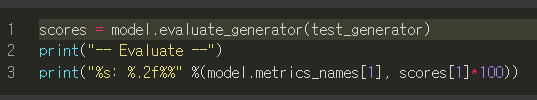 1 scores = model.evaluate_generator(test_generator)
2 print("-- Evaluate --")
3 print("%s: %.2f%%" %(model.metrics_names[1], scores[1]*100))